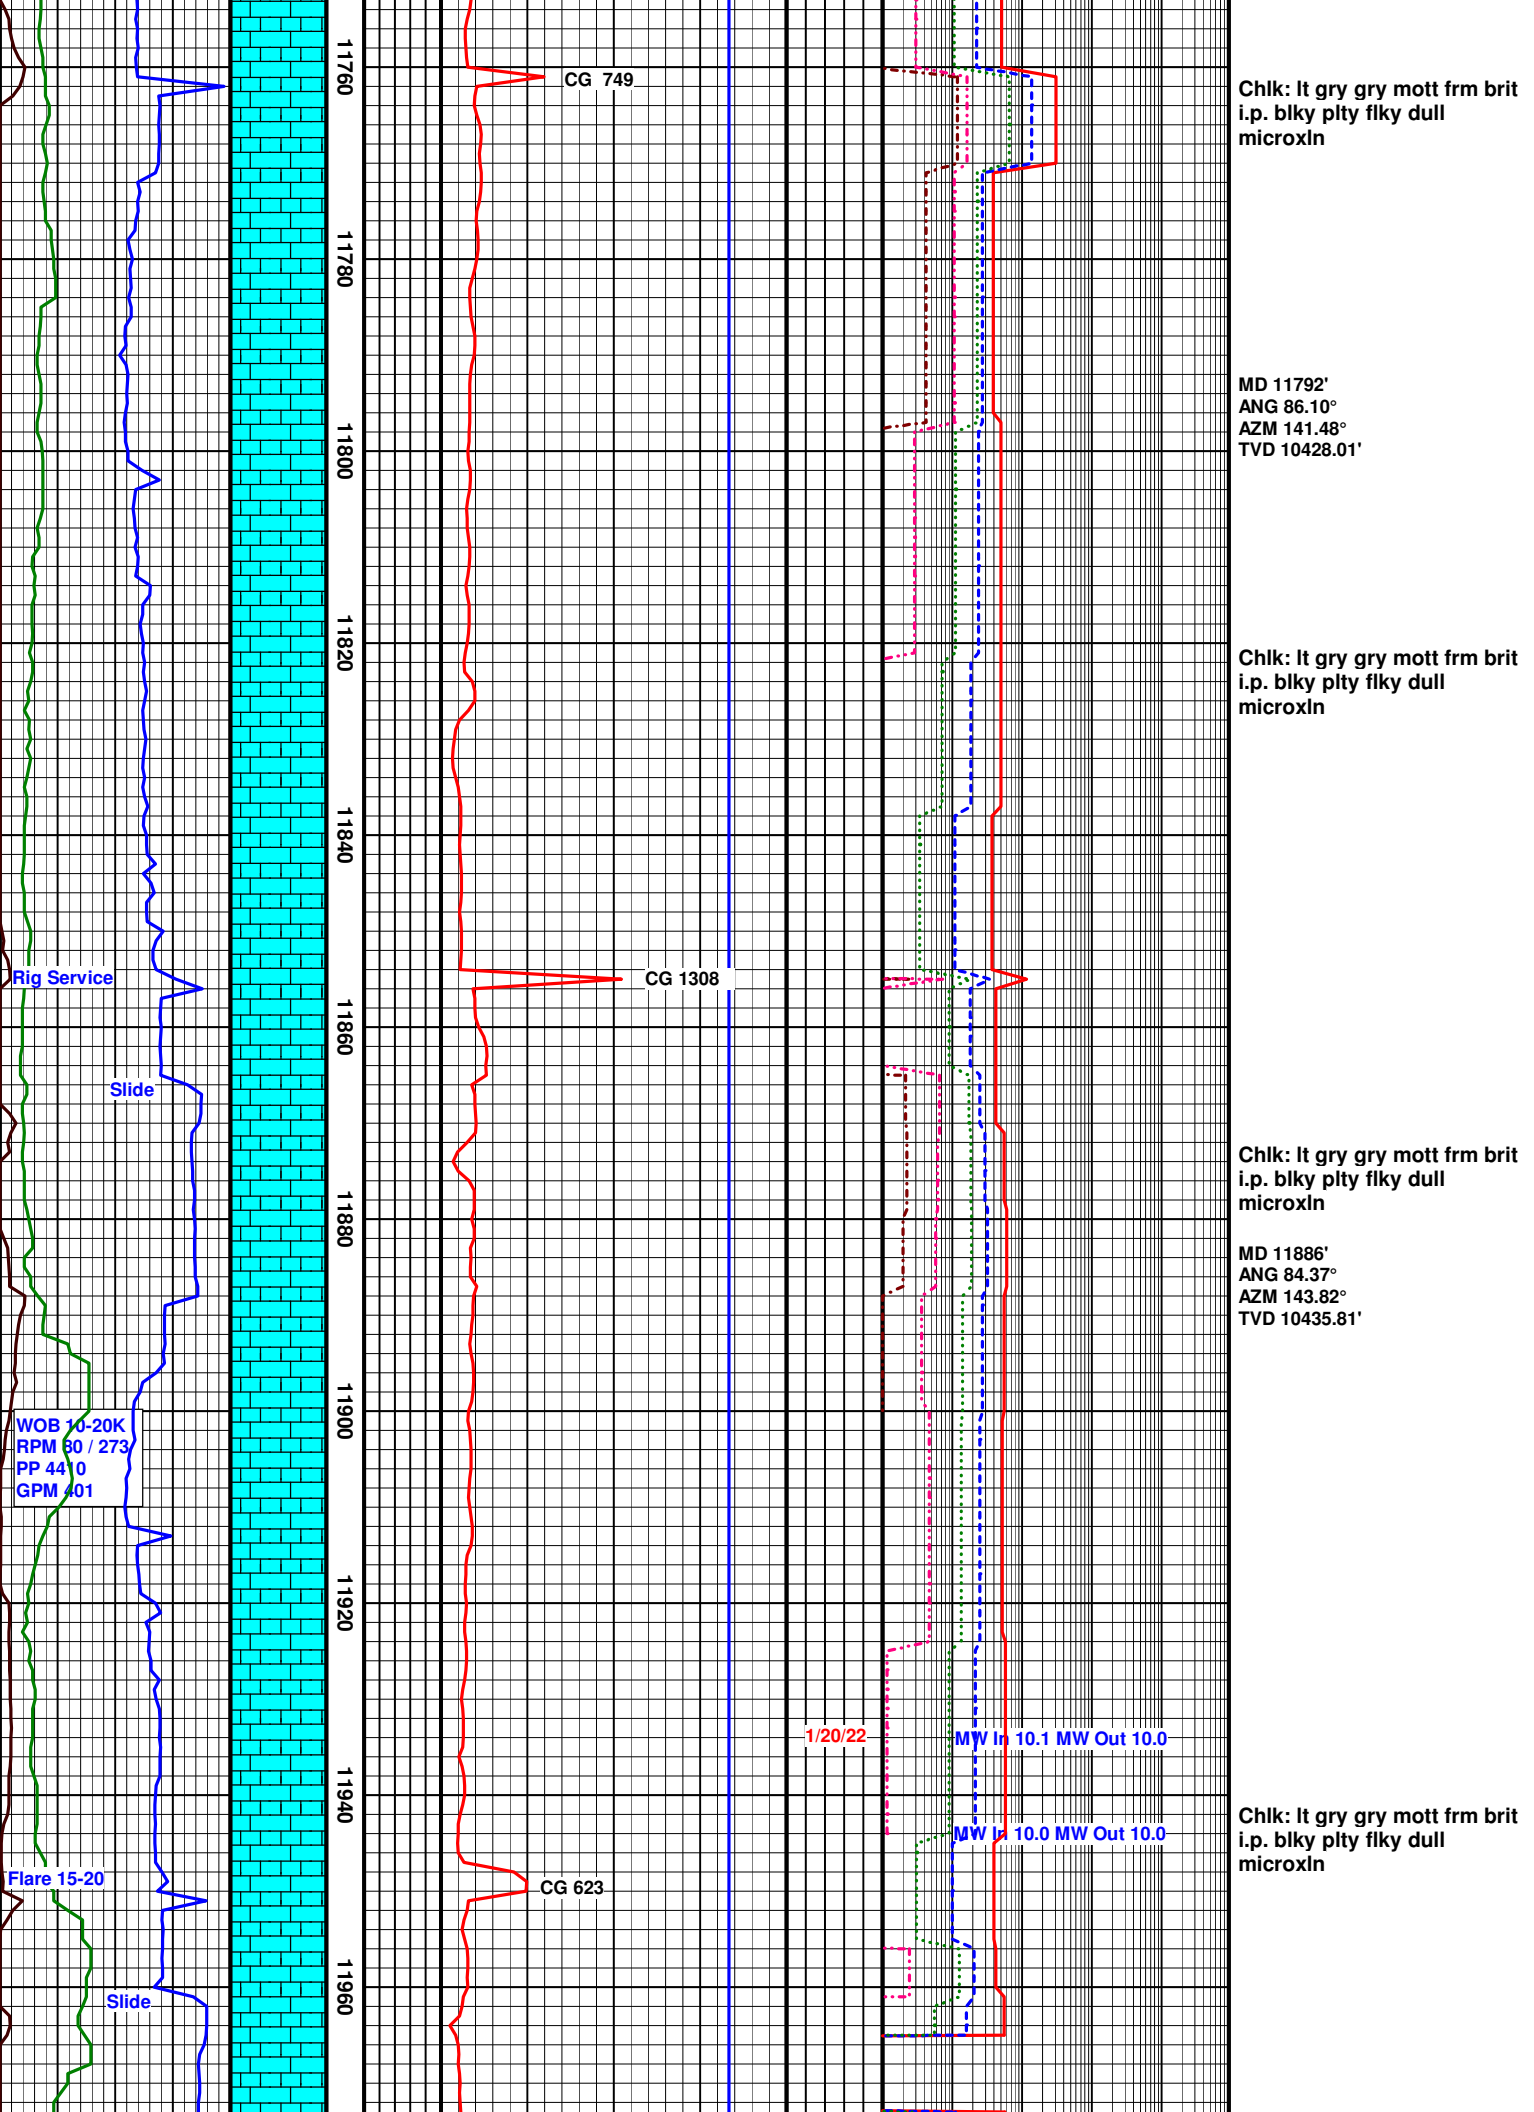 11760
CG 749
Chlk: lt gry gry mott frm brit
i.p. blky plty flky dull
microxln
11780
MD 11792'
ANG 86.10°
AZM 141.48°
TVD 10428.01'
11800
11820
Chlk: lt gry gry mott frm brit
i.p. blky plty flky dull
microxln
11840
Rig Service
CG 1308
11860
Slide
Chlk: lt gry gry mott frm brit
i.p. blky plty flky dull
microxln
11880
MD 11886'
ANG 84.37°
AZM 143.82°
TVD 10435.81'
11900
WOB 10-20K
RPM 80 / 273
PP 4410
GPM 401
11920
1/20/22
MW In 10.1 MW Out 10.0
11940
MW In 10.0 MW Out 10.0
Chlk: lt gry gry mott frm brit
i.p. blky plty flky dull
microxln
Flare 15-20
CG 623
11960
Slide